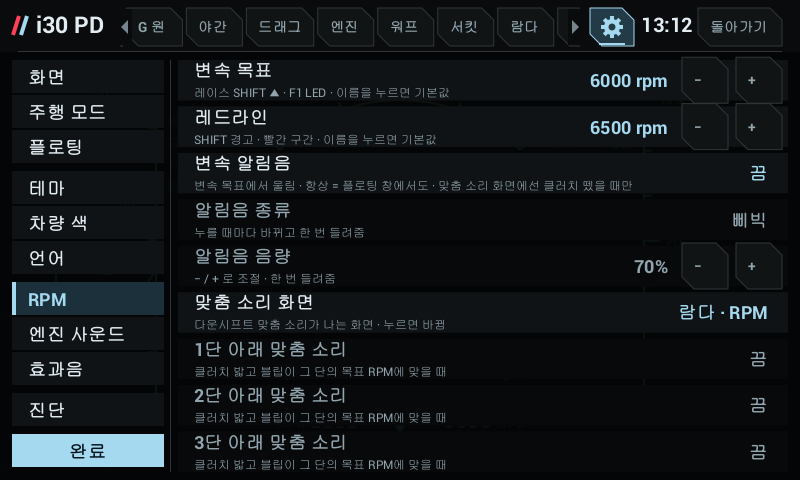 i30 PD
G 원
야간
드래그
엔진
워프
서킷
람다
13:12
돌아가기
화면
주행 모드
플로팅
테마
차량 색
언어
RPM
엔진 사운드
효과음
진단
완료
변속 목표
레이스 SHIFT ▲ · F1 LED · 이름을 누르면 기본값
6000 rpm
−
+
레드라인
SHIFT 경고 · 빨간 구간 · 이름을 누르면 기본값
6500 rpm
−
+
변속 알림음
변속 목표에서 울림 · 항상 = 플로팅 창에서도 · 맞춤 소리 화면에선 클러치 뗐을 때만
끔
알림음 종류
누를 때마다 바뀌고 한 번 들려줌
삐빅
알림음 음량
− / + 로 조절 · 한 번 들려줌
70%
−
+
맞춤 소리 화면
다운시프트 맞춤 소리가 나는 화면 · 누르면 바뀜
람다 · RPM
1단 아래 맞춤 소리
클러치 밟고 블립이 그 단의 목표 RPM에 맞을 때
끔
2단 아래 맞춤 소리
클러치 밟고 블립이 그 단의 목표 RPM에 맞을 때
끔
3단 아래 맞춤 소리
클러치 밟고 블립이 그 단의 목표 RPM에 맞을 때
끔